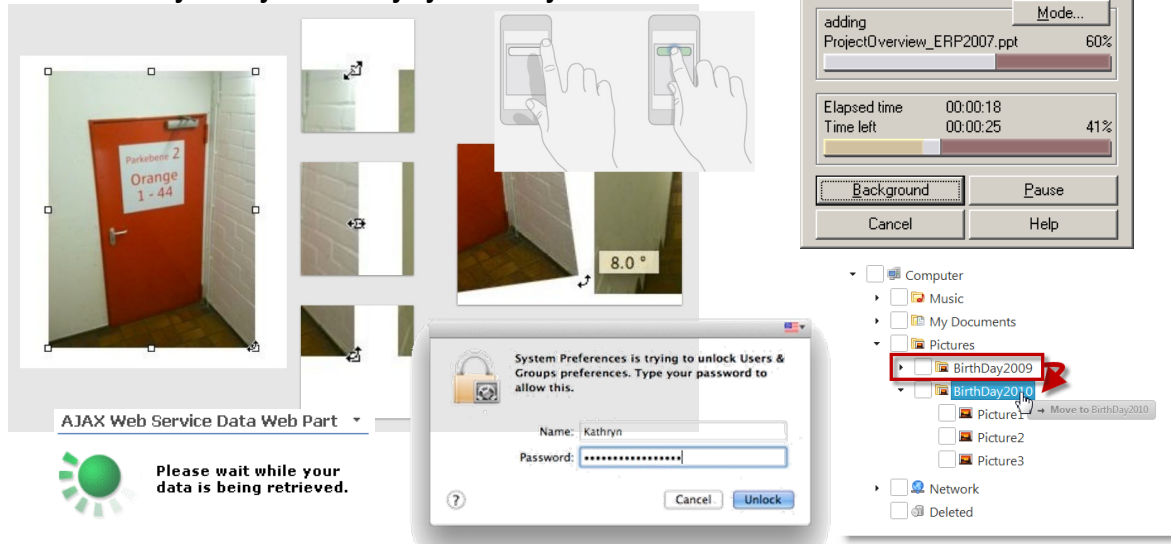 Parkebene 2
Orange
1 - 44
8.0 °
Mode...
adding
ProjectOverview_ERP2007.ppt 60%
Elapsed time 00:00:18
Time left 00:00:25 41%
Background Pause
Cancel Help
Computer
Music
My Documents
Pictures
BirthDay2009
BirthDay2010
→ Move to BirthDay2010
Picture1
Picture2
Picture3
Network
Deleted
System Preferences is trying to unlock Users &
Groups preferences. Type your password to
allow this.
Name: Kathryn
Password: •••••••••••••••••
? Cancel Unlock
AJAX Web Service Data Web Part
Please wait while your
data is being retrieved.